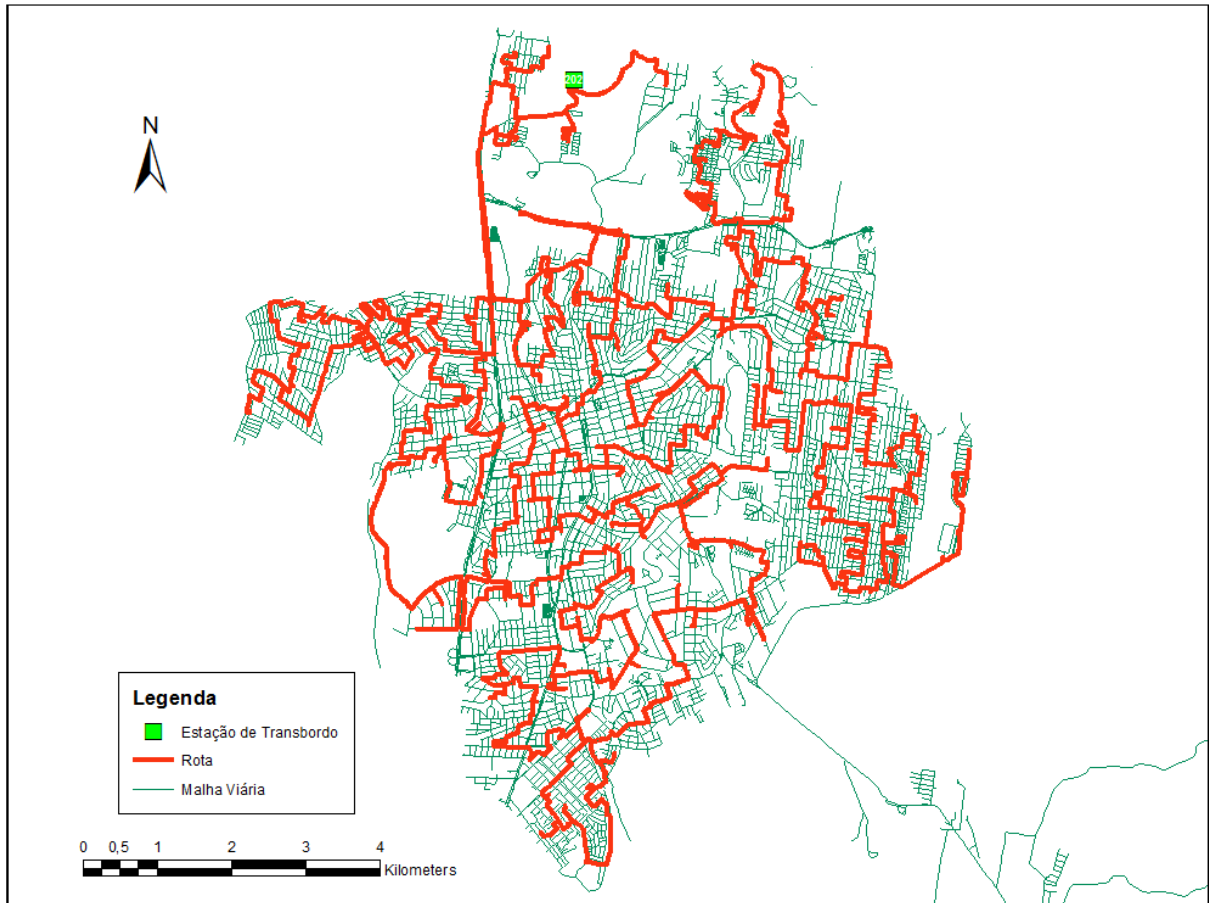 202
N
Legenda
Estação de Transbordo
Rota
Malha Viária
0 0,5 1 2 3 4
Kilometers